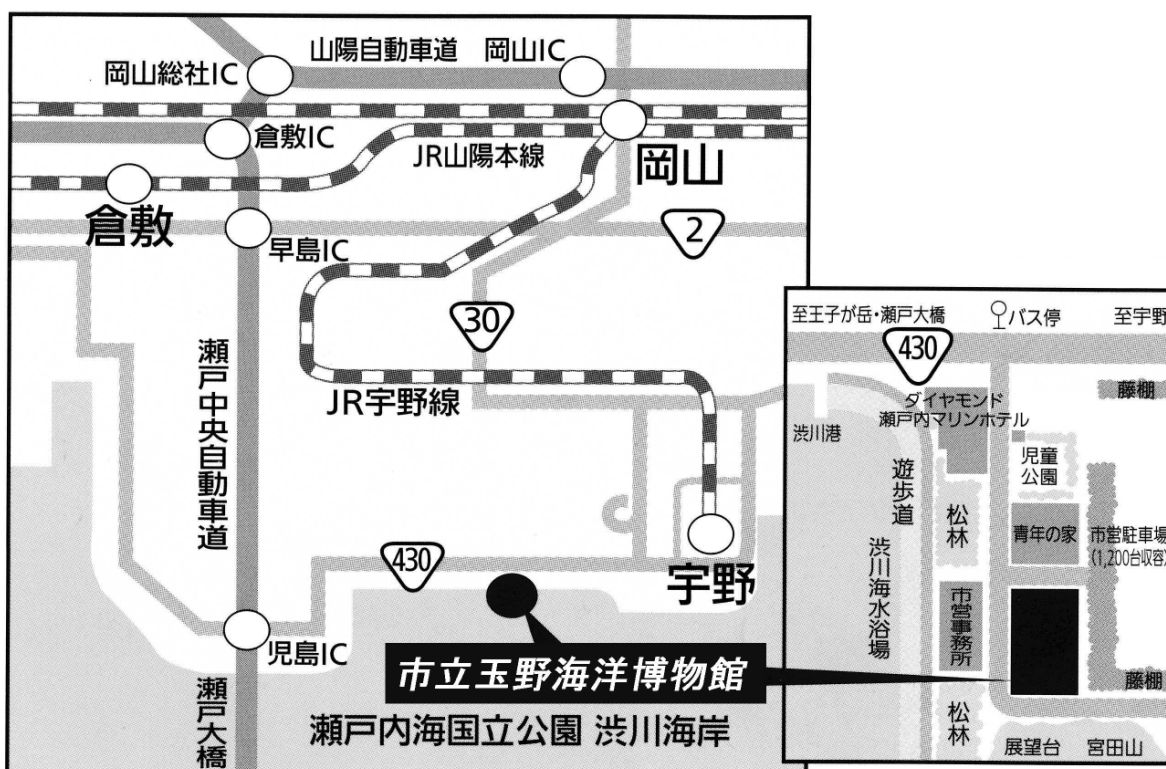 山陽自動車道
岡山IC
岡山総社IC
倉敷IC
JR山陽本線
岡山
倉敷
2
早島IC
30
瀬戸中央自動車道
JR宇野線
430
宇野
児島IC
市立玉野海洋博物館
瀬戸大橋
瀬戸内海国立公園 渋川海岸
至王子が岳・瀬戸大橋
バス停
至宇野
430
藤棚
ダイヤモンド
瀬戸内マリンホテル
渋川港
児童
公園
遊歩道
松林
青年の家
市営駐車場
(1,200台収容)
渋川海水浴場
市営事務所
藤棚
松林
展望台
宮田山